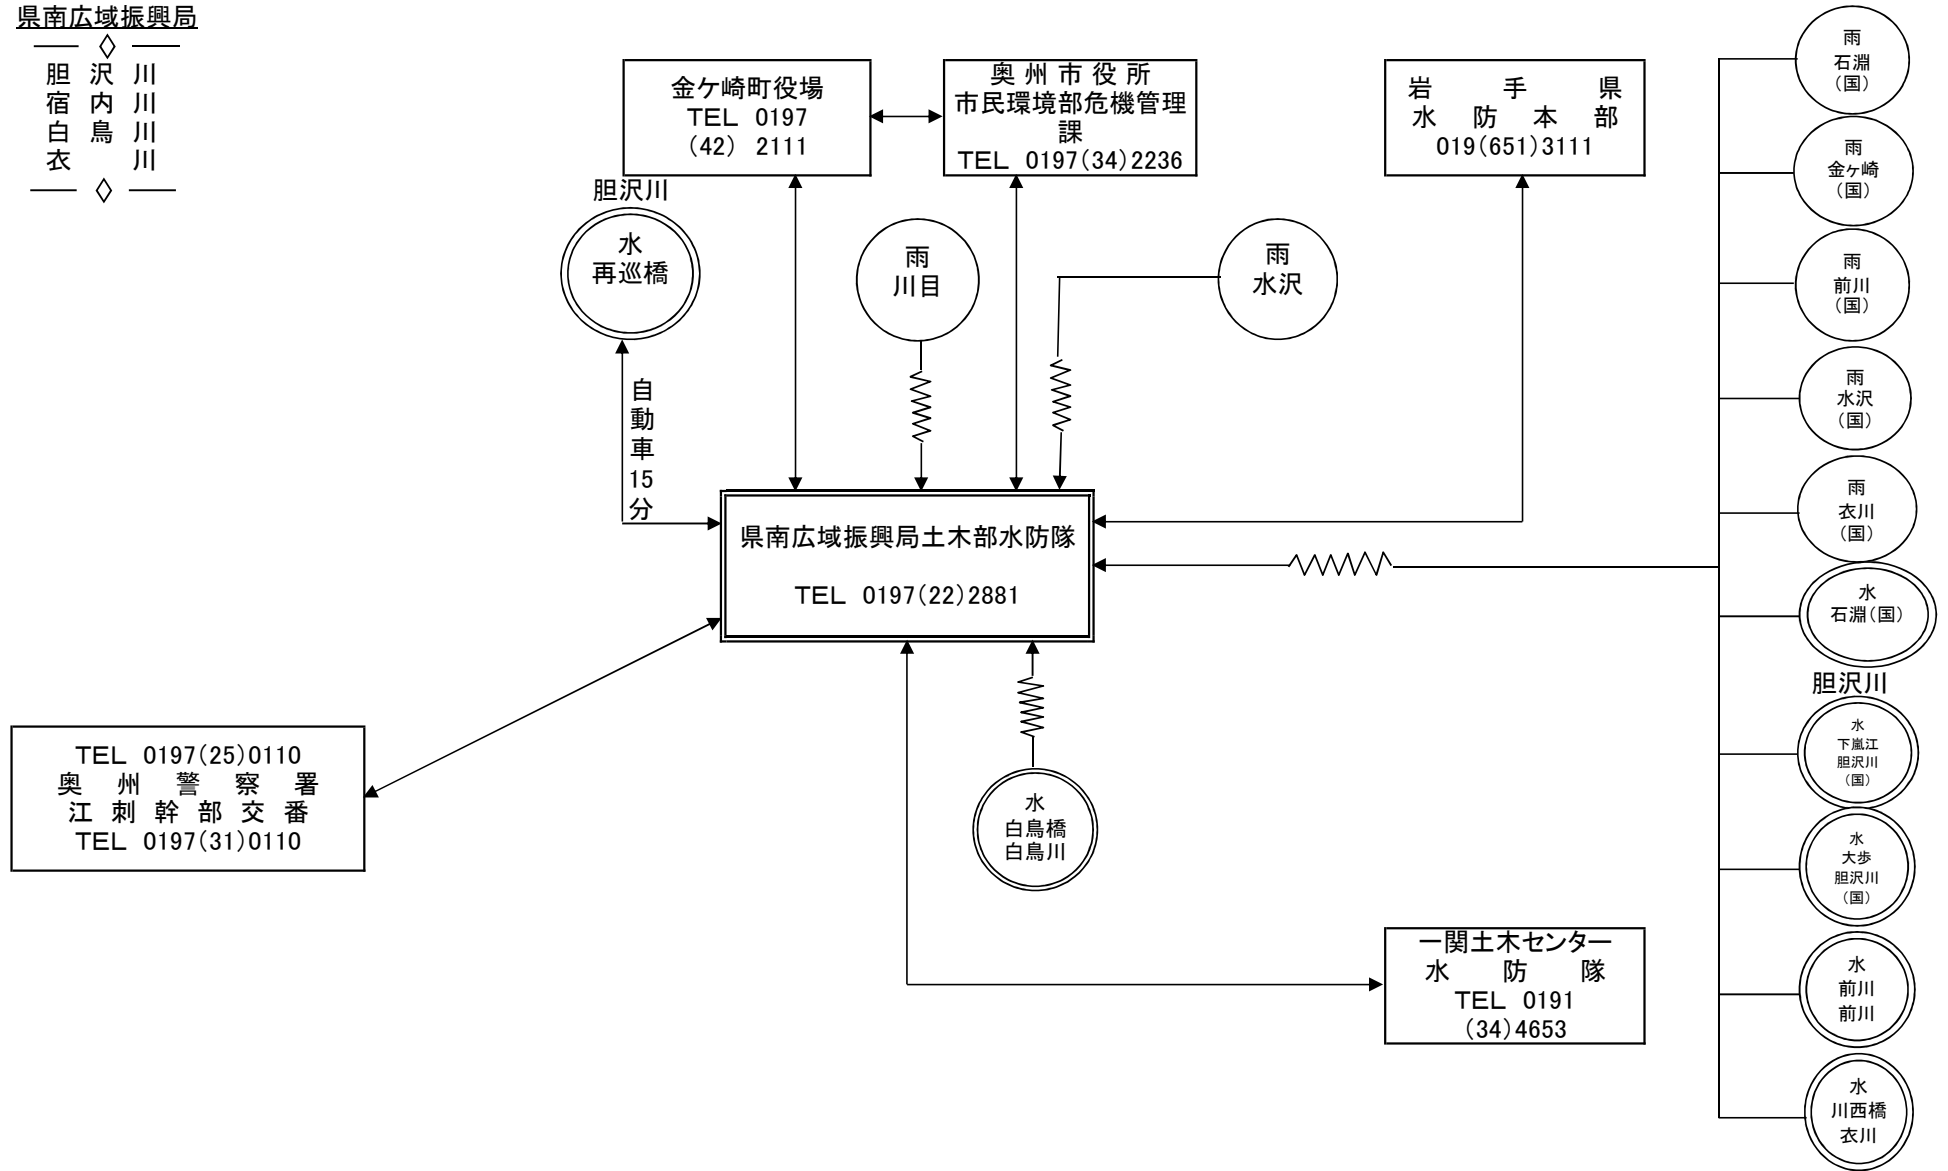 県南広域振興局
胆沢川
宿内川
白鳥川
衣川
金ケ崎町役場
TEL 0197
(42) 2111
奥州市役所
市民環境部危機管理
課
TEL 0197(34)2236
岩手県
水防本部
019(651)3111
胆沢川
水
再巡橋
雨
川目
雨
水沢
自動車15分
県南広域振興局土木部水防隊
TEL 0197(22)2881
TEL 0197(25)0110
奥州警察署
江刺幹部交番
TEL 0197(31)0110
水
白鳥橋
白鳥川
一関土木センター
水防隊
TEL 0191
(34)4653
雨
石淵
(国)
雨
金ヶ崎
(国)
雨
前川
(国)
雨
水沢
(国)
雨
衣川
(国)
水
石淵(国)
胆沢川
水
下嵐江
胆沢川
(国)
水
大歩
胆沢川
(国)
水
前川
前川
水
川西橋
衣川